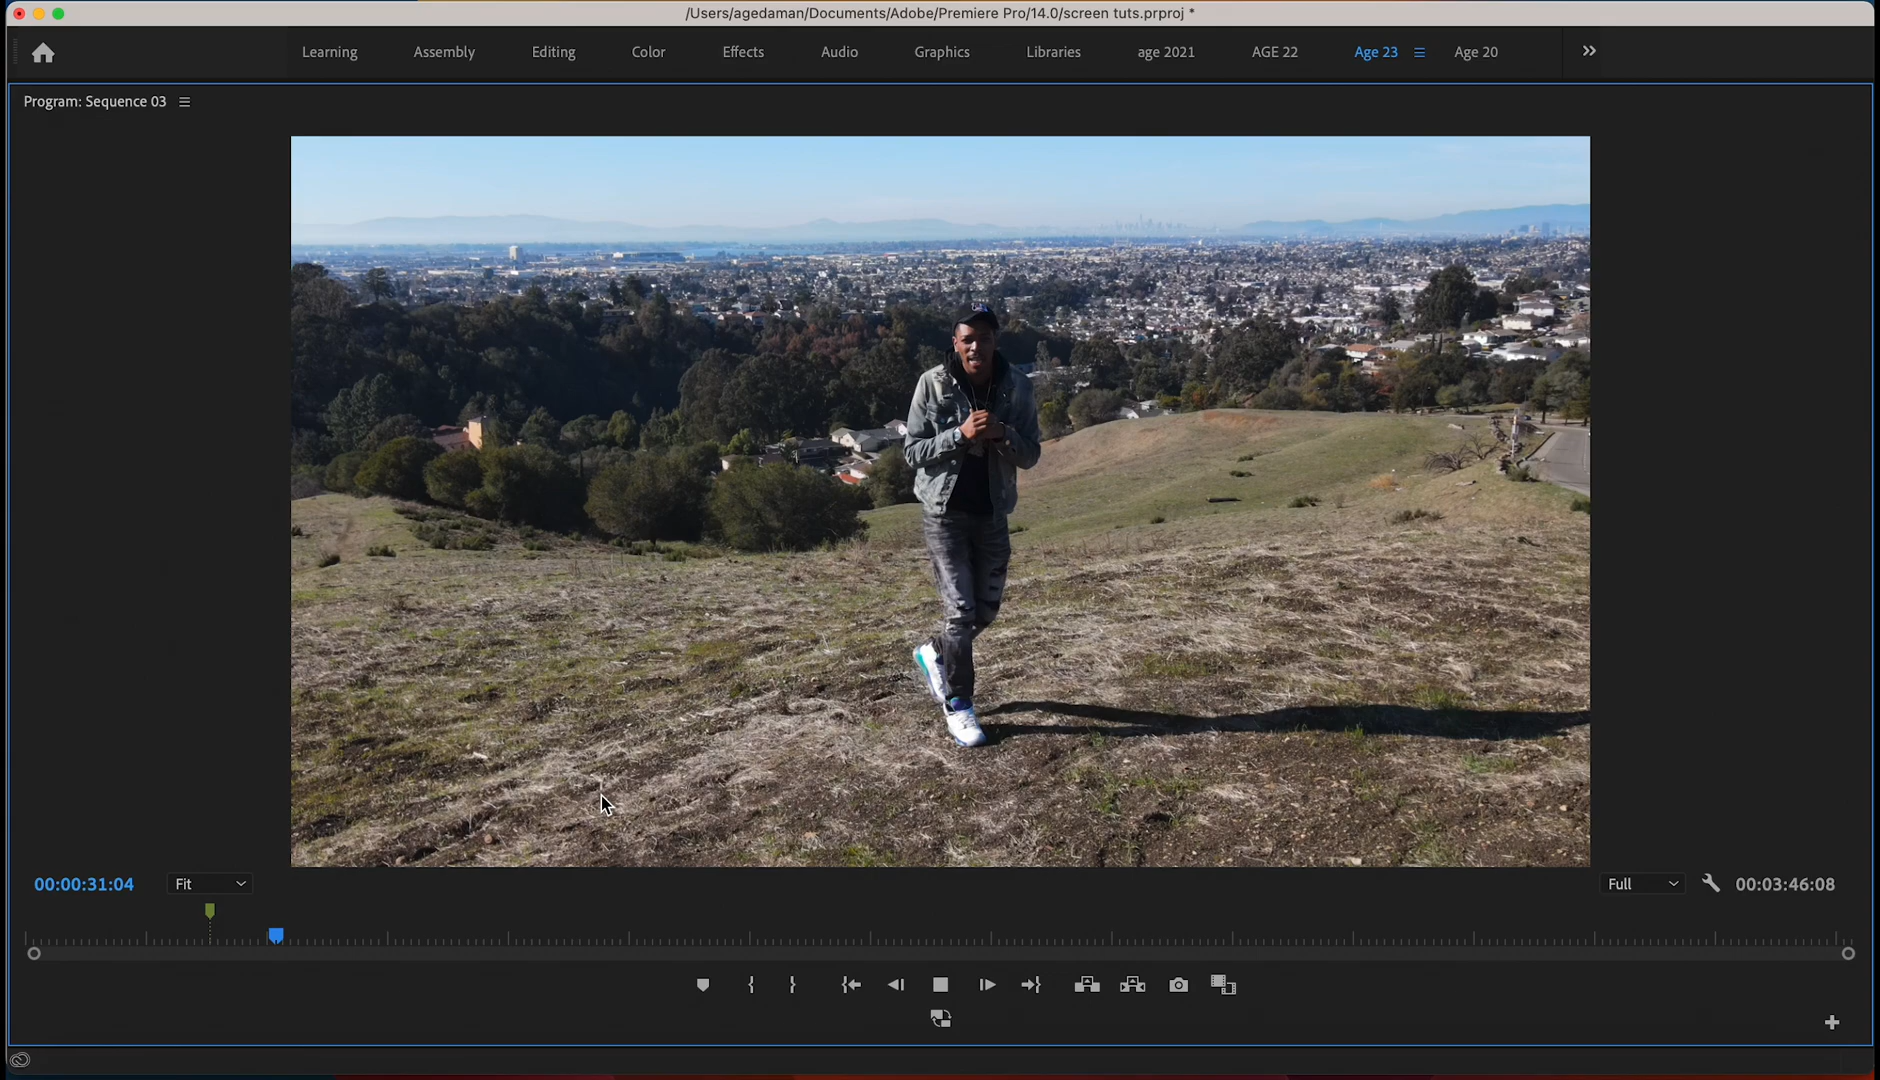 /Users/agedaman/Documents/Adobe/Premiere Pro/14.0/screen tuts.prproj *
Learning Assembly Editing Color Effects Audio Graphics Libraries age 2021 AGE 22 Age 23 Age 20
Program: Sequence 03
00:00:31:04 Fit Full 00:03:46:08